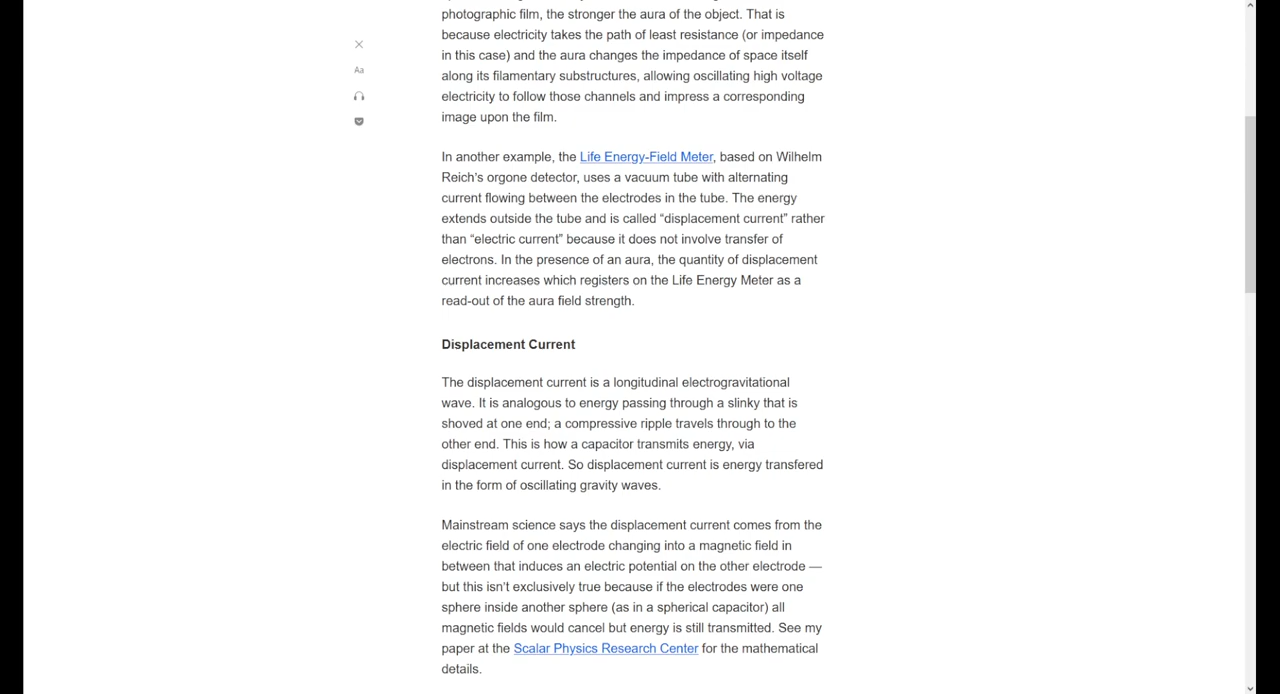 photographic film, the stronger the aura of the object. That is
because electricity takes the path of least resistance (or impedance
in this case) and the aura changes the impedance of space itself
along its filamentary substructures, allowing oscillating high voltage
electricity to follow those channels and impress a corresponding
image upon the film.
Aa
In another example, the Life Energy-Field Meter, based on Wilhelm
Reich's orgone detector, uses a vacuum tube with alternating
current flowing between the electrodes in the tube. The energy
extends outside the tube and is called “displacement current” rather
than “electric current” because it does not involve transfer of
electrons. In the presence of an aura, the quantity of displacement
current increases which registers on the Life Energy Meter as a
read-out of the aura field strength.
Displacement Current
The displacement current is a longitudinal electrogravitational
wave. It is analogous to energy passing through a slinky that is
shoved at one end; a compressive ripple travels through to the
other end. This is how a capacitor transmits energy, via
displacement current. So displacement current is energy transfered
in the form of oscillating gravity waves.
Mainstream science says the displacement current comes from the
electric field of one electrode changing into a magnetic field in
between that induces an electric potential on the other electrode —
but this isn't exclusively true because if the electrodes were one
sphere inside another sphere (as in a spherical capacitor) all
magnetic fields would cancel but energy is still transmitted. See my
paper at the Scalar Physics Research Center for the mathematical
details.